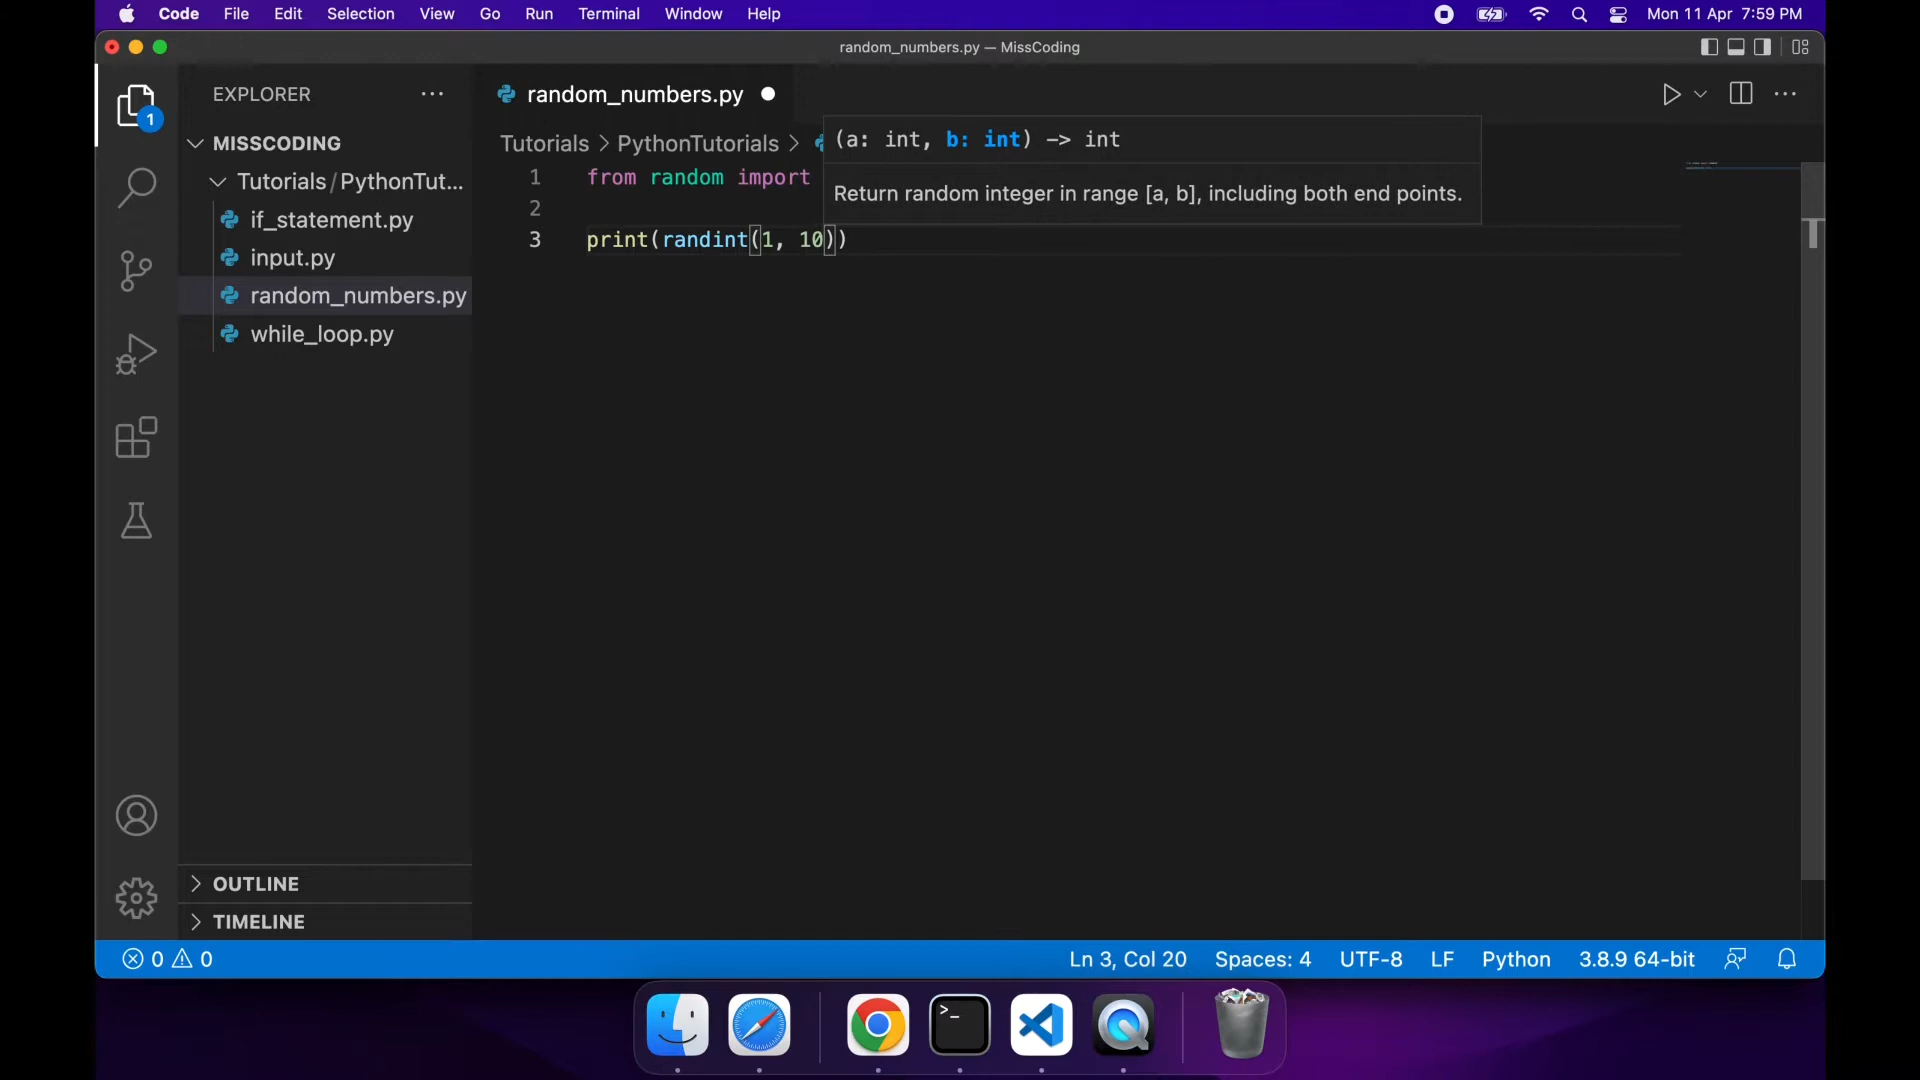 Code File Edit Selection View Go Run Terminal Window Help Mon 11 Apr 7:59 PM
random_numbers.py — MissCoding
EXPLORER
1
MISSCODING
Tutorials/PythonTut...
if_statement.py
input.py
random_numbers.py
while_loop.py
OUTLINE
TIMELINE
random_numbers.py
Tutorials > PythonTutorials >
(a: int, b: int) -> int
Return random integer in range [a, b], including both end points.
1 from random import
2
3 print(randint(1, 10))
0 0 Ln 3, Col 20 Spaces: 4 UTF-8 LF Python 3.8.9 64-bit
>_